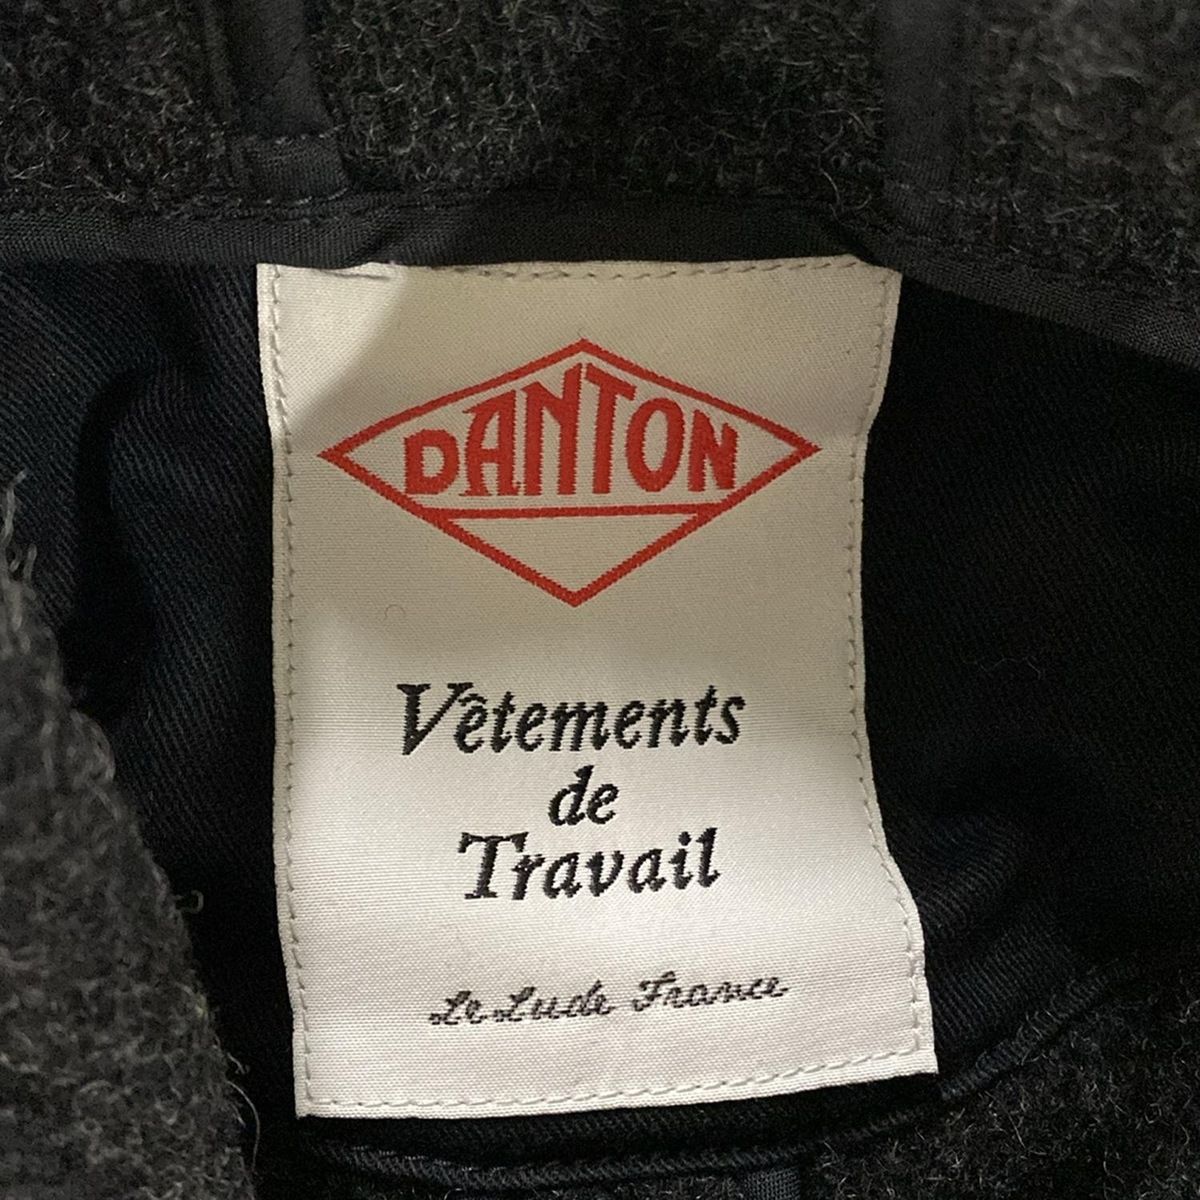 DANTON
Vêtements
de
Travail
Le Lude France